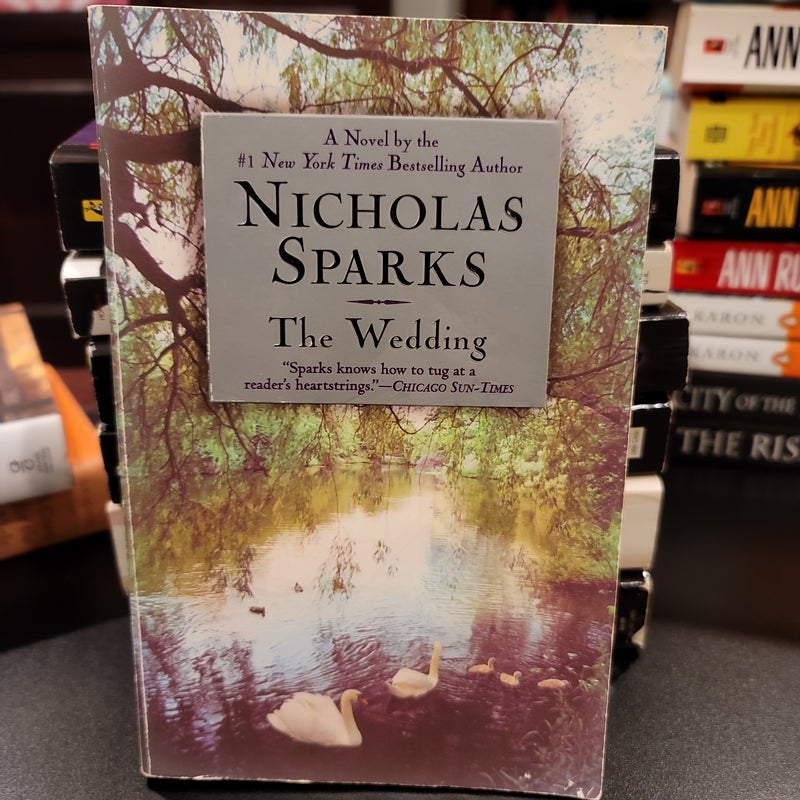 A Novel by the
#1 New York Times Bestselling Author
NICHOLAS
SPARKS
The Wedding
“Sparks knows how to tug at a
reader's heartstrings.”—CHICAGO SUN-TIMES
ANN
ANN
ANN RU
KARON
KARON
CITY OF THE
THE RIS